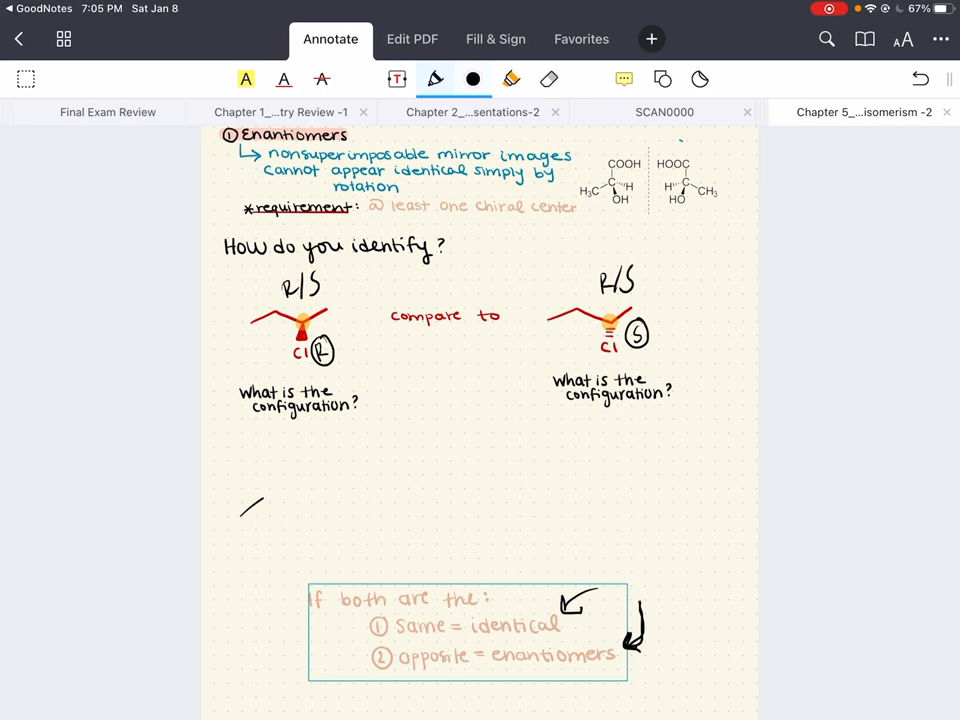 GoodNotes 7:05 PM Sat Jan 8 67%
Annotate Edit PDF Fill & Sign Favorites
A A A T AA
Final Exam Review Chapter 1_...try Review -1 Chapter 2_...sentations-2 SCAN0000 Chapter 5_...isomerism -2
① Enantiomers
↳ nonsuperimposable mirror images
cannot appear identical simply by
rotation
COOH HOOC
H₃C C H H C CH₃
OH HO
*requirement: @ least one chiral center
How do you identify?
R/S R/S
compare to
Cl R Cl S
What is the
configuration?
What is the
configuration?
If both are the:
① Same = identical
② opposite = enantiomers